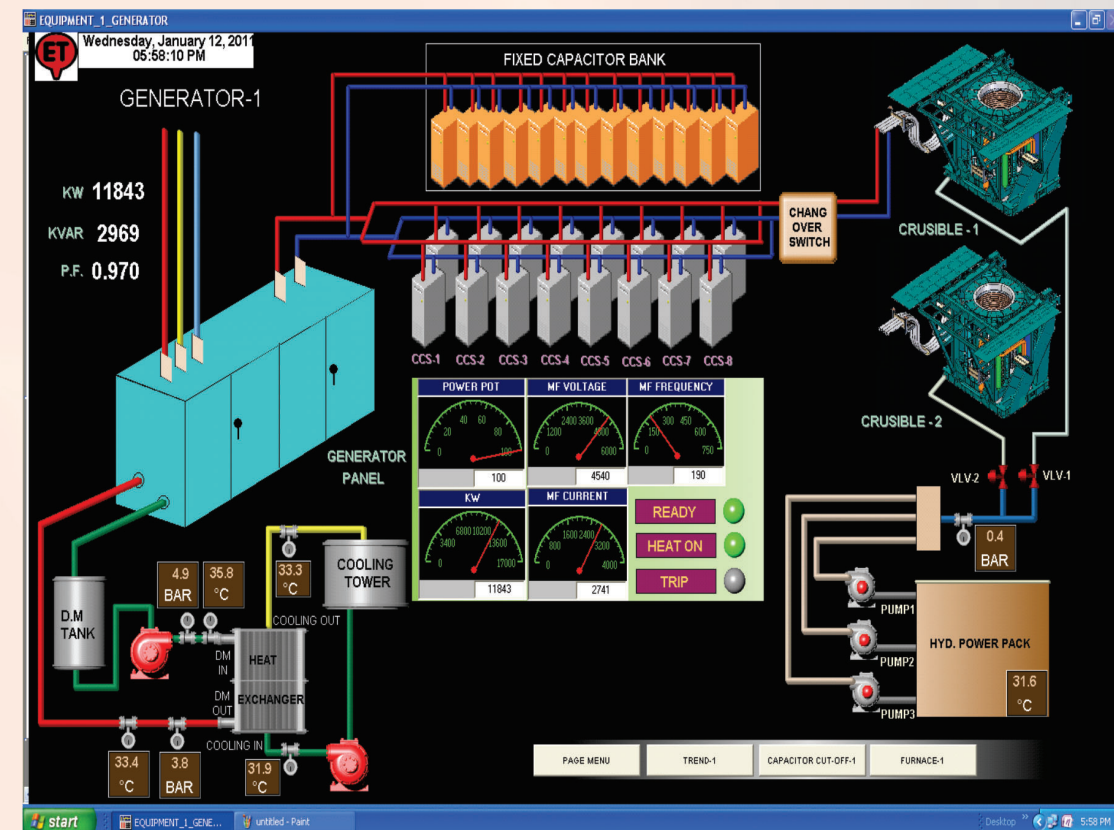 EQUIPMENT_1_GENERATOR
ET
Wednesday, January 12, 2011
05:58:10 PM
GENERATOR-1
KW 11843
KVAR 2969
P.F. 0.970
FIXED CAPACITOR BANK
CHANG
OVER
SWITCH
CRUSIBLE - 1
CRUSIBLE - 2
CCS-1 CCS-2 CCS-3 CCS-4 CCS-5 CCS-6 CCS-7 CCS-8
GENERATOR
PANEL
POWER POT
0 20 40 60 80 100
100
MF VOLTAGE
0 1200 2400 3600 4800 6000
4540
MF FREQUENCY
0 150 300 450 600 750
190
KW
0 3400 6800 10200 13600 17000
11843
MF CURRENT
0 800 1600 2400 3200 4000
2741
READY
HEAT ON
TRIP
VLV-2
VLV-1
0.4
BAR
PUMP1
PUMP2
PUMP3
HYD. POWER PACK
31.6
°C
D.M
TANK
4.9
BAR
35.8
°C
33.3
°C
COOLING
TOWER
COOLING OUT
DM
IN
HEAT
EXCHANGER
DM
OUT
COOLING IN
33.4
°C
3.8
BAR
31.9
°C
PAGE MENU
TREND-1
CAPACITOR CUT-OFF-1
FURNACE-1
start
EQUIPMENT_1_GENE...
untitled - Paint
Desktop
5:58 PM